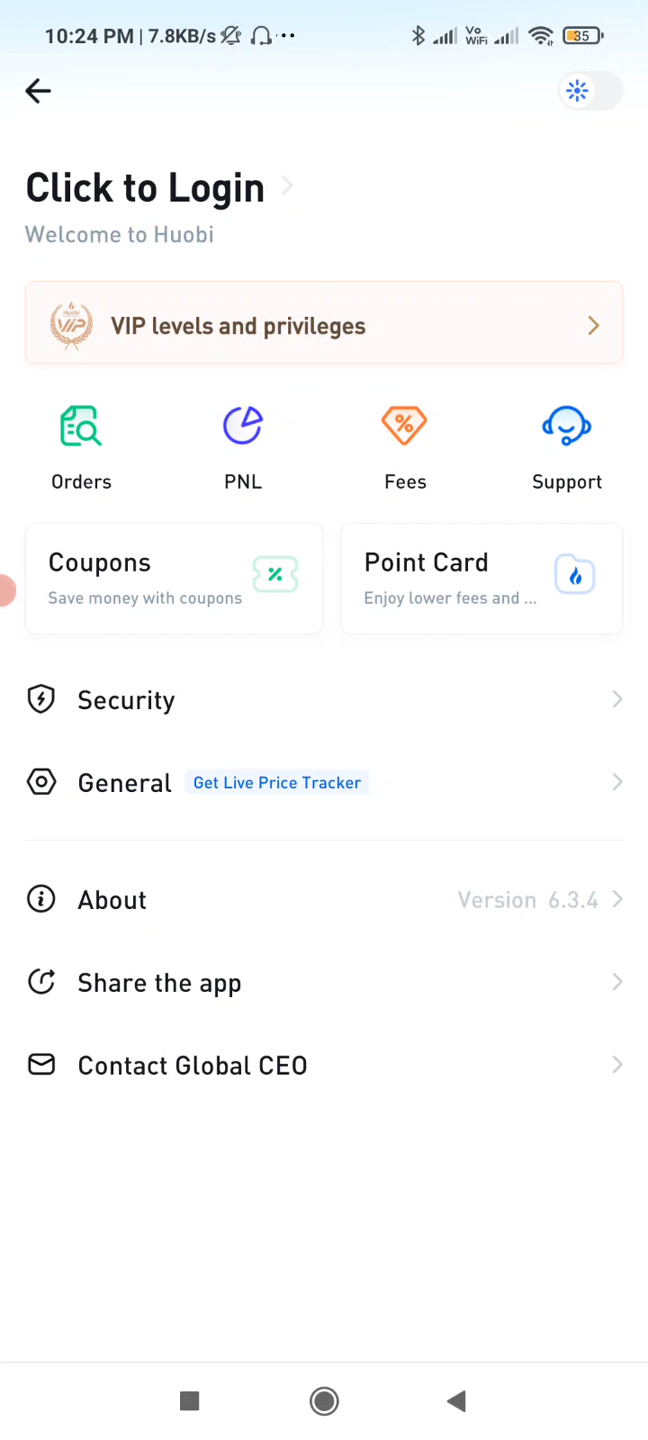 10:24 PM | 7.8KB/s ··· Vo WiFi 35
Click to Login
Welcome to Huobi
Huobi VIP VIP levels and privileges
Orders PNL Fees Support
Coupons
Save money with coupons
Point Card
Enjoy lower fees and ...
Security
General Get Live Price Tracker
About Version 6.3.4
Share the app
Contact Global CEO